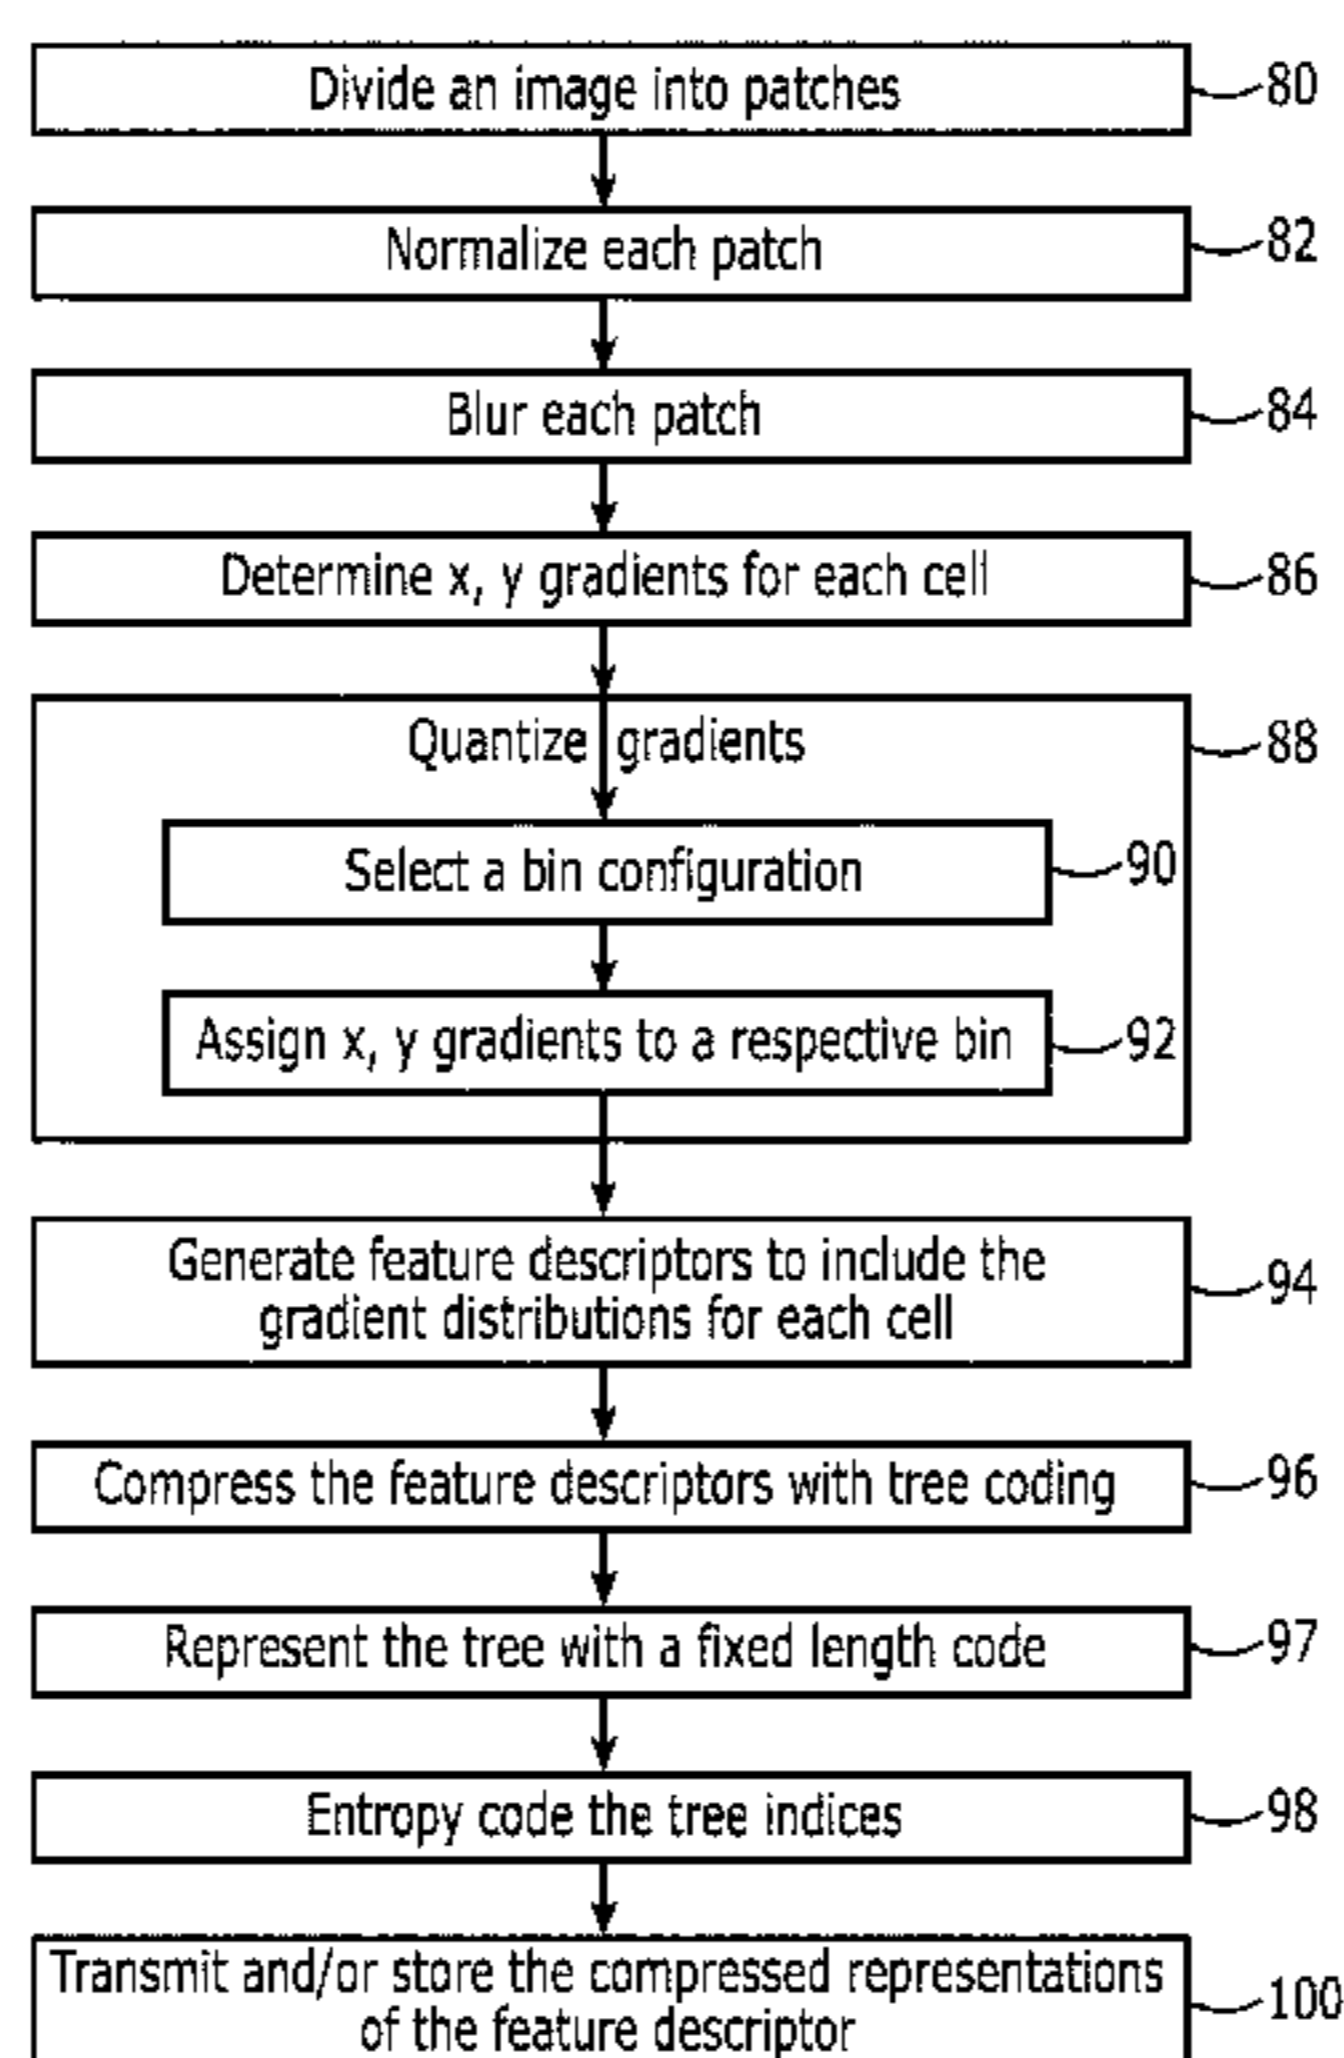 Divide an image into patches 80
Normalize each patch 82
Blur each patch 84
Determine x, y gradients for each cell 86
Quantize gradients 88
Select a bin configuration 90
Assign x, y gradients to a respective bin 92
Generate feature descriptors to include the
gradient distributions for each cell 94
Compress the feature descriptors with tree coding 96
Represent the tree with a fixed length code 97
Entropy code the tree indices 98
Transmit and/or store the compressed representations
of the feature descriptor 100